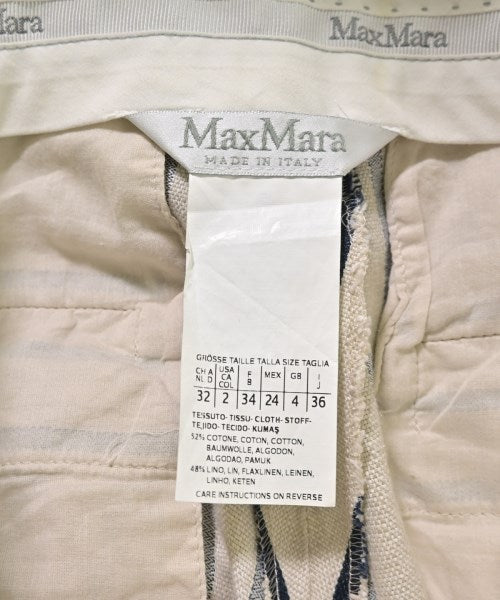 MaxMara
MaxMara
MaxMara
MADE IN ITALY
GRÖSSE TAILLE TALLA SIZE TAGLIA
CH A NL D USA CA COL F B MEX GB I J
32 2 34 24 4 36
TESSUTO-TISSU-CLOTH-STOFF-
TEJIDO-TECIDO-KUMAŞ
52% COTONE, COTON, COTTON,
BAUMWOLLE, ALGODON,
ALGODAO, PAMUK
48% LINO, LIN, FLAXLINEN, LEINEN,
LINHO, KETEN
CARE INSTRUCTIONS ON REVERSE